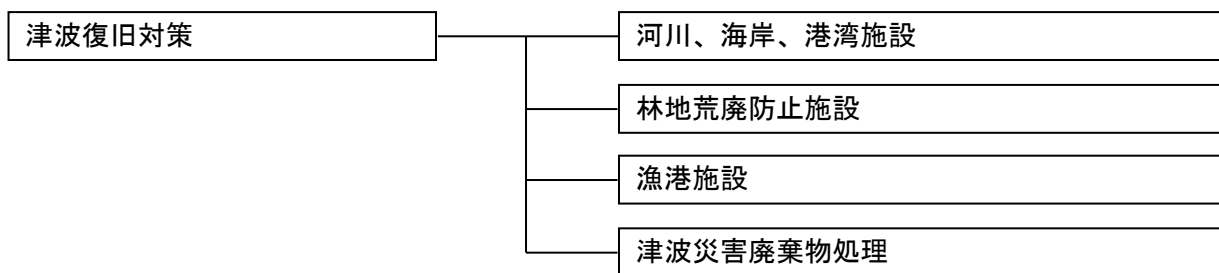 津波復旧対策
河川、海岸、港湾施設
林地荒廃防止施設
漁港施設
津波災害廃棄物処理